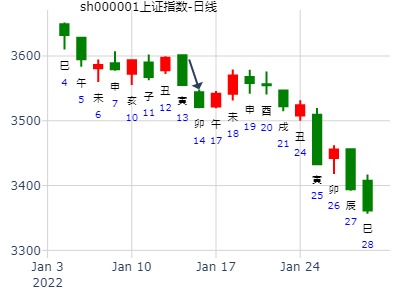 sh000001上证指数-日线
3600
3500
3400
3300
巳
4
午
5
未
6
申
7
亥
10
子
11
丑
12
寅
13
卯
14
午
17
未
18
申
19
酉
20
戌
21
丑
24
寅
25
卯
26
辰
27
巳
28
Jan 3
2022
Jan 10
Jan 17
Jan 24